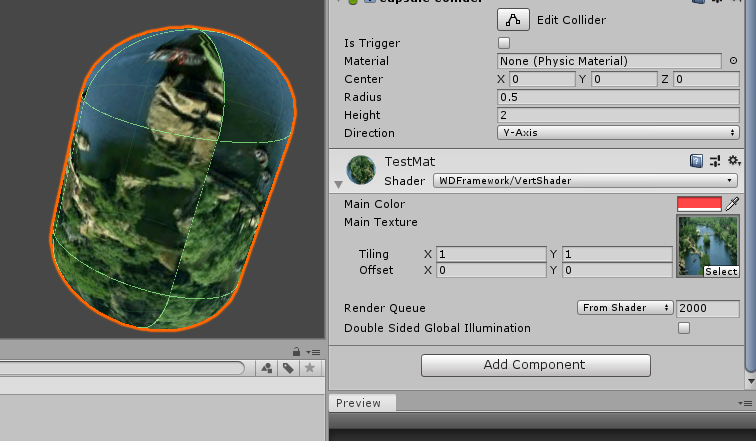 Capsule Collider
Edit Collider
Is Trigger
Material None (Physic Material)
Center X 0 Y 0 Z 0
Radius 0.5
Height 2
Direction Y-Axis
TestMat
Shader WDFramework/VertShader
Main Color
Main Texture
Tiling X 1 Y 1
Offset X 0 Y 0
Select
Render Queue From Shader 2000
Double Sided Global Illumination
Add Component
Preview